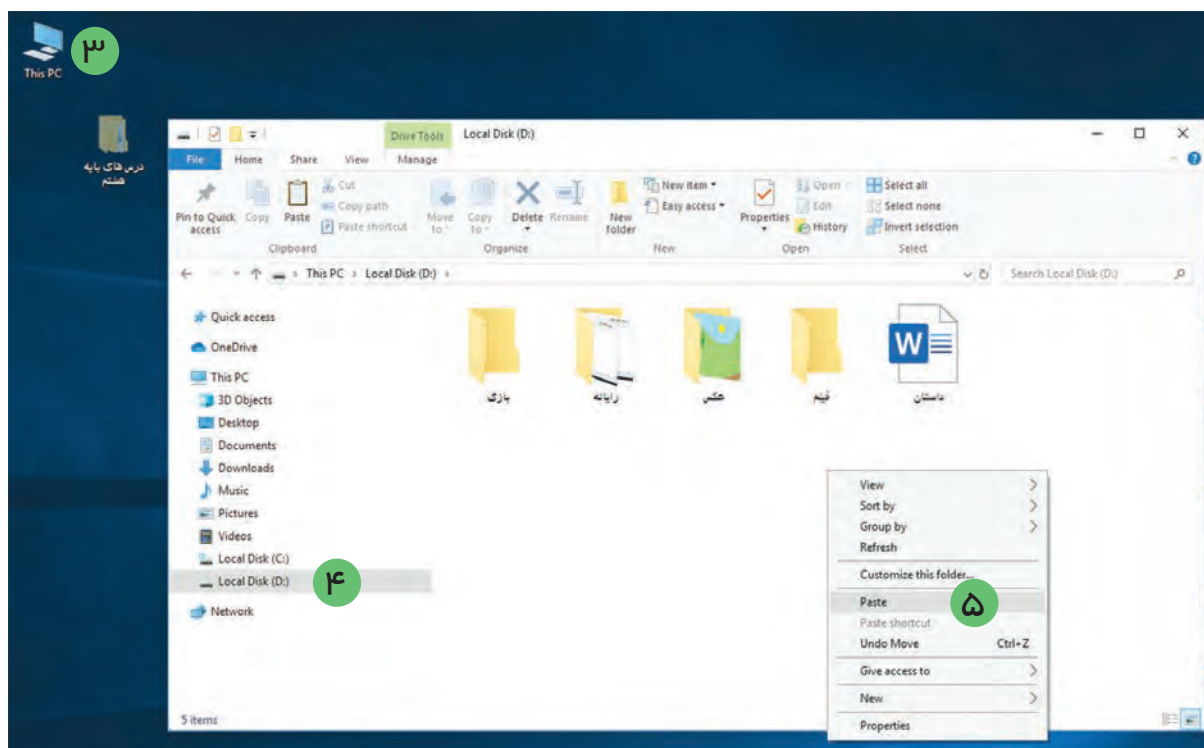 This PC
۳
درس های پایه
هشتم
Drive Tools
Local Disk (D:)
File
Home
Share
View
Manage
Pin to Quick
access
Copy
Paste
Cut
Copy path
Paste shortcut
Clipboard
Move
to
Copy
to
Delete
Rename
Organize
New
folder
New item
Easy access
New
Properties
Open
Edit
History
Open
Select all
Select none
Invert selection
Select
This PC
Local Disk (D:)
Search Local Disk (D:)
Quick access
OneDrive
This PC
3D Objects
Desktop
Documents
Downloads
Music
Pictures
Videos
Local Disk (C:)
Local Disk (D:)
۴
Network
بازی
رایانه
عکس
فیلم
داستان
W
View
Sort by
Group by
Refresh
Customize this folder...
Paste
۵
Paste shortcut
Undo Move Ctrl+Z
Give access to
New
Properties
5 items